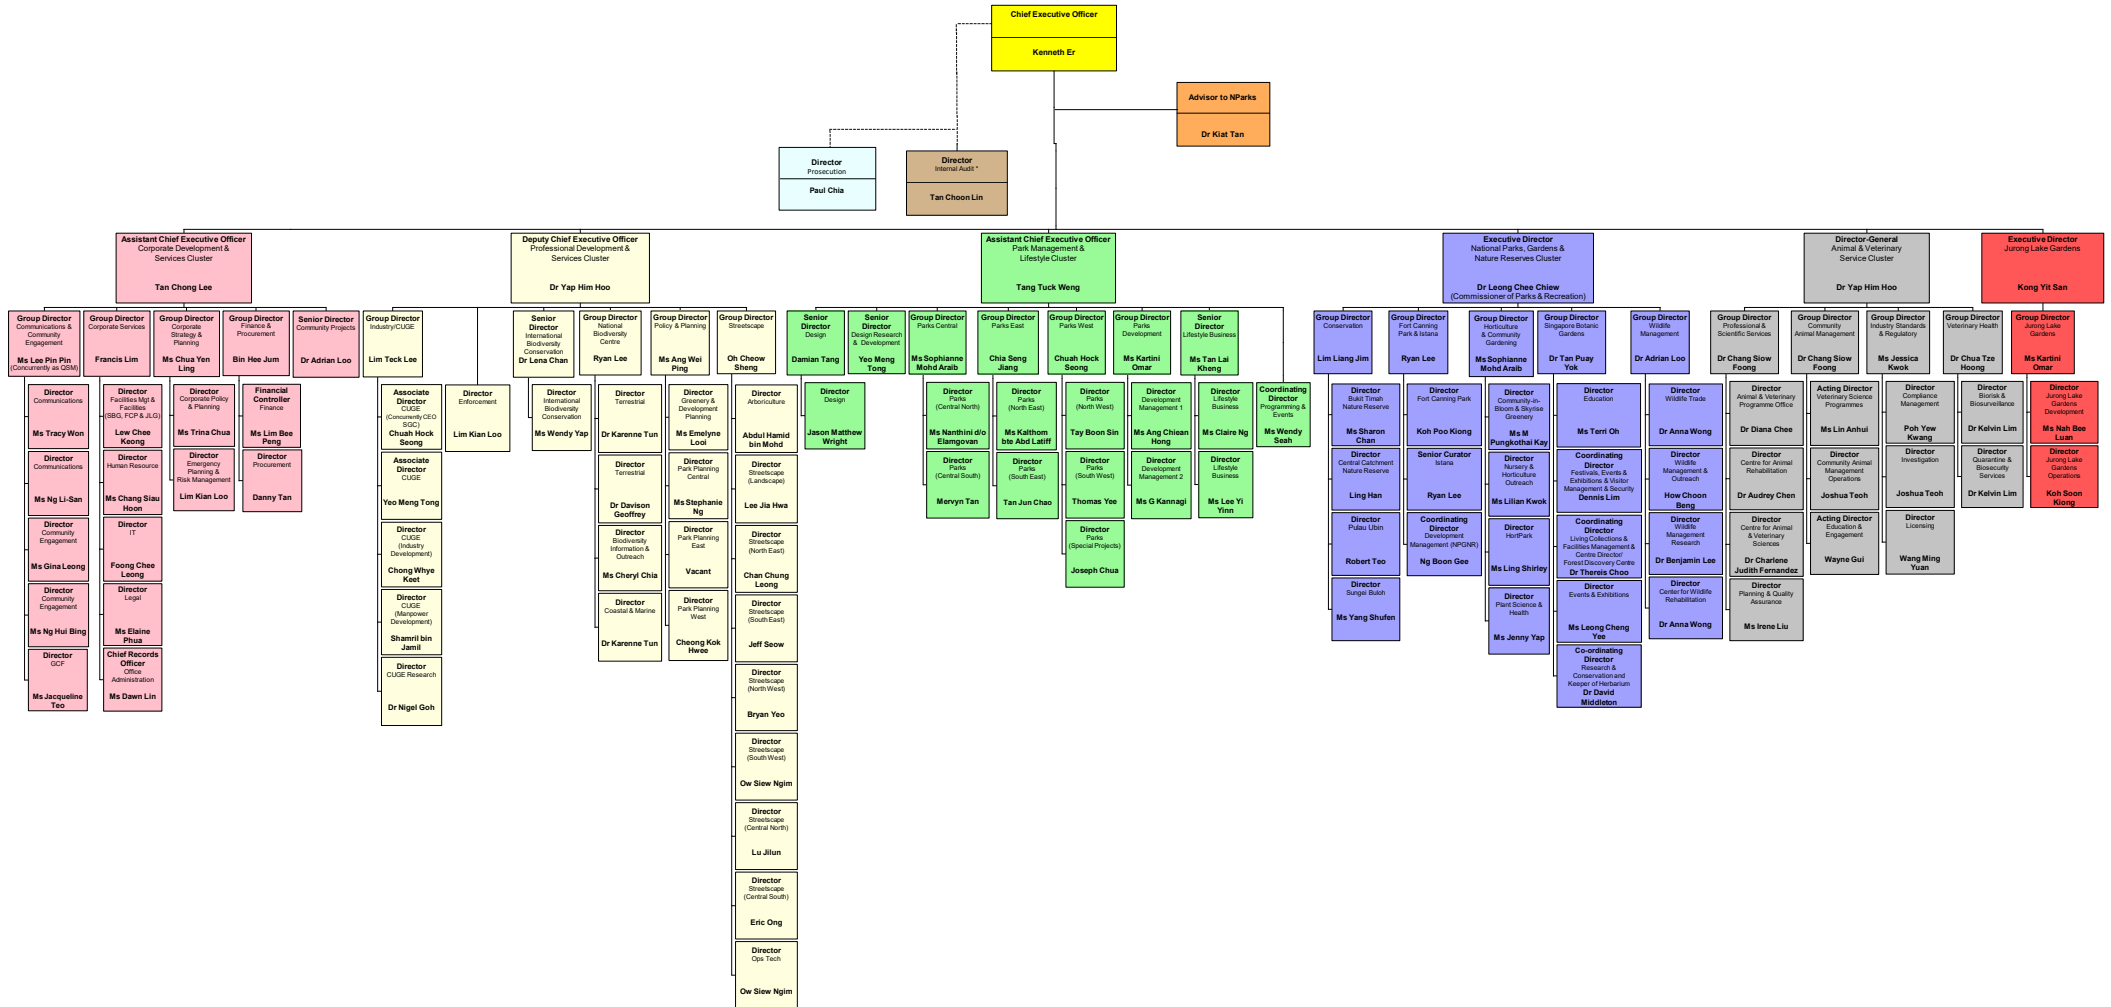 Chief Executive Officer
Kenneth Er
Advisor to NParks
Dr Kiat Tan
Director
Prosecution
Paul Chia
Director
Internal Audit *
Tan Choon Lin
Assistant Chief Executive Officer
Corporate Development &
Services Cluster
Tan Chong Lee
Deputy Chief Executive Officer
Professional Development &
Services Cluster
Dr Yap Him Hoo
Assistant Chief Executive Officer
Park Management &
Lifestyle Cluster
Tang Tuck Weng
Executive Director
National Parks, Gardens &
Nature Reserves Cluster
Dr Leong Chee Chiew
(Commissioner of Parks & Recreation)
Director-General
Animal & Veterinary
Service Cluster
Dr Yap Him Hoo
Executive Director
Jurong Lake Gardens
Kong Yit San
Group Director
Communications &
Community
Engagement
Ms Lee Pin Pin
(Concurrently as QSM)
Group Director
Corporate Services
Francis Lim
Group Director
Corporate
Strategy &
Planning
Ms Chua Yen
Ling
Group Director
Finance &
Procurement
Bin Hee Jum
Senior Director
Community Projects
Dr Adrian Loo
Group Director
Industry/CUGE
Lim Teck Lee
Senior
Director
International
Biodiversity
Conservation
Dr Lena Chan
Group Director
National
Biodiversity
Centre
Ryan Lee
Group Director
Policy & Planning
Ms Ang Wei
Ping
Group Director
Streetscape
Oh Cheow
Sheng
Senior
Director
Design
Damian Tang
Senior
Director
Design Research
& Development
Yeo Meng
Tong
Group Director
Parks Central
Ms Sophianne
Mohd Araib
Group Director
Parks East
Chia Seng
Jiang
Group Director
Parks West
Chuah Hock
Seong
Group Director
Parks
Development
Ms Kartini
Omar
Senior
Director
Lifestyle Business
Ms Tan Lai
Kheng
Group Director
Conservation
Lim Liang Jim
Group Director
Fort Canning
Park & Istana
Ryan Lee
Group Director
Horticulture
& Community
Gardening
Ms Sophianne
Mohd Araib
Group Director
Singapore Botanic
Gardens
Dr Tan Puay
Yok
Group Director
Wildlife
Management
Dr Adrian Loo
Group Director
Professional &
Scientific Services
Dr Chang Siow
Foong
Group Director
Community
Animal Management
Dr Chang Siow
Foong
Group Director
Industry Standards
& Regulatory
Ms Jessica
Kwok
Group Director
Veterinary Health
Dr Chua Tze
Hoong
Group Director
Jurong Lake
Gardens
Ms Kartini
Omar
Director
Communications
Ms Tracy Won
Director
Communications
Ms Ng Li-San
Director
Community
Engagement
Ms Gina Leong
Director
Community
Engagement
Ms Ng Hui Bing
Director
GCF
Ms Jacqueline
Teo
Director
Facilities Mgt &
Facilities
(SBG, FCP & JLG)
Lew Chee
Keong
Director
Human Resource
Ms Chang Siau
Hoon
Director
IT
Foong Chee
Leong
Director
Legal
Ms Elaine
Phua
Chief Records
Officer
Office
Administration
Ms Dawn Lin
Director
Corporate Policy
& Planning
Ms Trina Chua
Director
Emergency
Planning &
Risk Management
Lim Kian Loo
Financial
Controller
Finance
Ms Lim Bee
Peng
Director
Procurement
Danny Tan
Associate
Director
CUGE
(Concurrently CEO
SGC)
Chuah Hock
Seong
Associate
Director
CUGE
Yeo Meng Tong
Director
CUGE
(Industry
Development)
Chong Whye
Keet
Director
CUGE
(Manpower
Development)
Shamril bin
Jamil
Director
CUGE Research
Dr Nigel Goh
Director
Enforcement
Lim Kian Loo
Director
International
Biodiversity
Conservation
Ms Wendy Yap
Director
Terrestrial
Dr Karenne Tun
Director
Terrestrial
Dr Davison
Geoffrey
Director
Biodiversity
Information &
Outreach
Ms Cheryl Chia
Director
Coastal & Marine
Dr Karenne Tun
Director
Greenery &
Development
Planning
Ms Emelyne
Looi
Director
Park Planning
Central
Ms Stephanie
Ng
Director
Park Planning
East
Vacant
Director
Park Planning
West
Cheong Kok
Hwee
Director
Arboriculture
Abdul Hamid
bin Mohd
Director
Streetscape
(Landscape)
Lee Jia Hwa
Director
Streetscape
(North East)
Chan Chung
Leong
Director
Streetscape
(South East)
Jeff Seow
Director
Streetscape
(North West)
Bryan Yeo
Director
Streetscape
(South West)
Ow Siew Ngim
Director
Streetscape
(Central North)
Lu Jilun
Director
Streetscape
(Central South)
Eric Ong
Director
Ops Tech
Ow Siew Ngim
Director
Design
Jason Matthew
Wright
Director
Parks
(Central North)
Ms Nanthini d/o
Elamgovan
Director
Parks
(Central South)
Mervyn Tan
Director
Parks
(North East)
Ms Kalthom
bte Abd Latiff
Director
Parks
(South East)
Tan Jun Chao
Director
Parks
(North West)
Tay Boon Sin
Director
Parks
(South West)
Thomas Yee
Director
Parks
(Special Projects)
Joseph Chua
Director
Development
Management 1
Ms Ang Chiean
Hong
Director
Development
Management 2
Ms G Kannagi
Director
Lifestyle
Business
Ms Claire Ng
Director
Lifestyle
Business
Ms Lee Yi
Yinn
Coordinating
Director
Programming &
Events
Ms Wendy
Seah
Director
Bukit Timah
Nature Reserve
Ms Sharon
Chan
Director
Central Catchment
Nature Reserve
Ling Han
Director
Pulau Ubin
Robert Teo
Director
Sungei Buloh
Ms Yang Shufen
Director
Fort Canning Park
Koh Poo Kiong
Senior Curator
Istana
Ryan Lee
Coordinating
Director
Development
Management (NPGNR)
Ng Boon Gee
Director
Community-in-
Bloom & Skyrise
Greenery
Ms M
Pungkothai Kay
Director
Nursery &
Horticulture
Outreach
Ms Lilian Kwok
Director
HortPark
Ms Ling Shirley
Director
Plant Science &
Health
Ms Jenny Yap
Director
Education
Ms Terri Oh
Coordinating
Director
Festivals, Events &
Exhibitions & Visitor
Management & Security
Dennis Lim
Coordinating Director
Living Collections &
Facilities Management &
Centre Director/
Forest Discovery Centre
Dr Thereis Choo
Director
Events & Exhibitions
Ms Leong Cheng
Yee
Co-ordinating
Director
Research &
Conservation and
Keeper of Herbarium
Dr David
Middleton
Director
Wildlife Trade
Dr Anna Wong
Director
Wildlife
Management &
Outreach
How Choon
Beng
Director
Wildlife
Management
Research
Dr Benjamin Lee
Director
Center for Wildlife
Rehabilitation
Dr Anna Wong
Director
Animal & Veterinary
Programme Office
Dr Diana Chee
Director
Centre for Animal
Rehabilitation
Dr Audrey Chen
Director
Centre for Animal
& Veterinary
Sciences
Dr Charlene
Judith Fernandez
Director
Planning & Quality
Assurance
Ms Irene Liu
Acting Director
Veterinary Science
Programmes
Ms Lin Anhui
Director
Community Animal
Management
Operations
Joshua Teoh
Acting Director
Education &
Engagement
Wayne Gui
Director
Compliance
Management
Poh Yew
Kwang
Director
Investigation
Joshua Teoh
Director
Licensing
Wang Ming
Yuan
Director
Biorisk &
Biosurveillance
Dr Kelvin Lim
Director
Quarantine &
Biosecurity
Services
Dr Kelvin Lim
Director
Jurong Lake
Gardens
Development
Ms Nah Bee
Luan
Director
Jurong Lake
Gardens
Operations
Koh Soon
Kiong